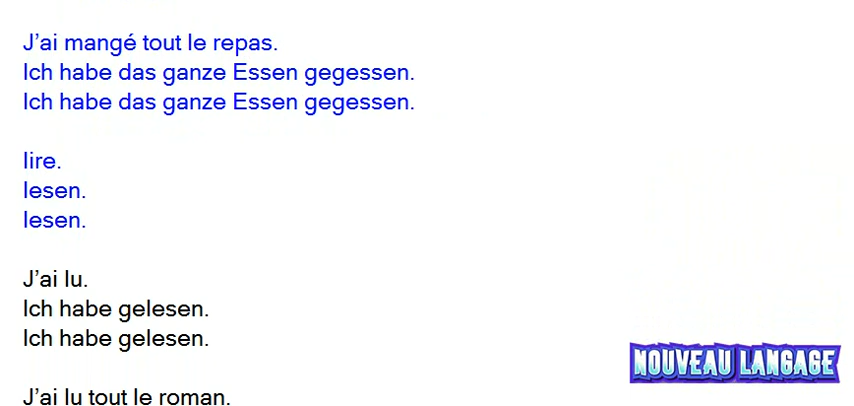 J’ai mangé tout le repas.
Ich habe das ganze Essen gegessen.
Ich habe das ganze Essen gegessen.
lire.
lesen.
lesen.
J’ai lu.
Ich habe gelesen.
Ich habe gelesen.
NOUVEAU LANGAGE
J’ai lu tout le roman.